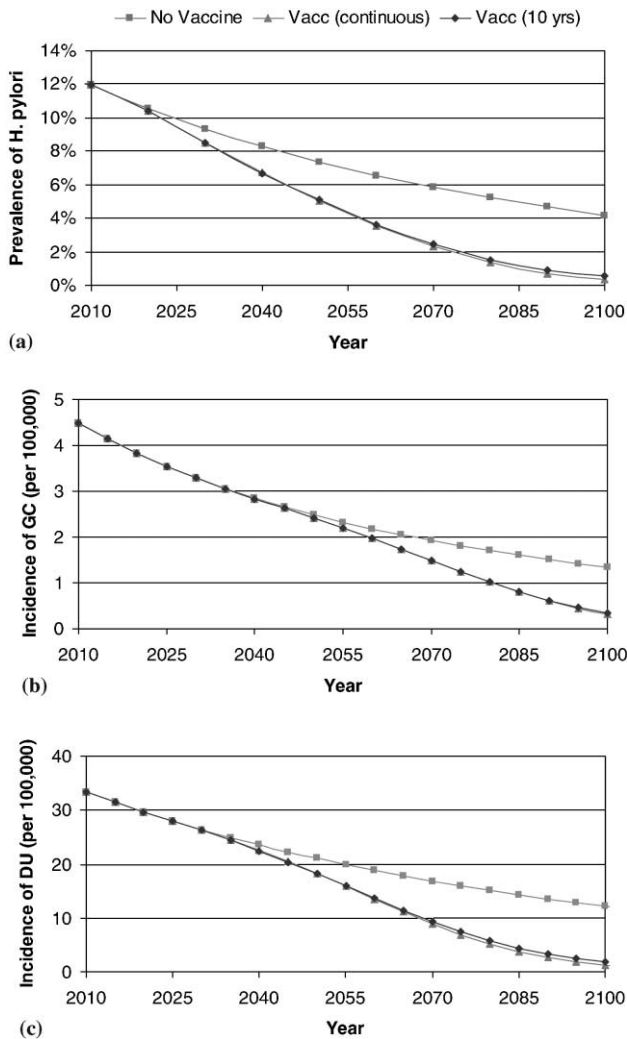 No Vaccine Vacc (continuous) Vacc (10 yrs)
14%
12%
10%
8%
6%
4%
2%
0%
Prevalence of H. pylori
2010 2025 2040 2055 2070 2085 2100
(a) Year
5
4
3
2
1
0
Incidence of GC (per 100,000)
2010 2025 2040 2055 2070 2085 2100
(b) Year
40
30
20
10
0
Incidence of DU (per 100,000)
2010 2025 2040 2055 2070 2085 2100
(c) Year